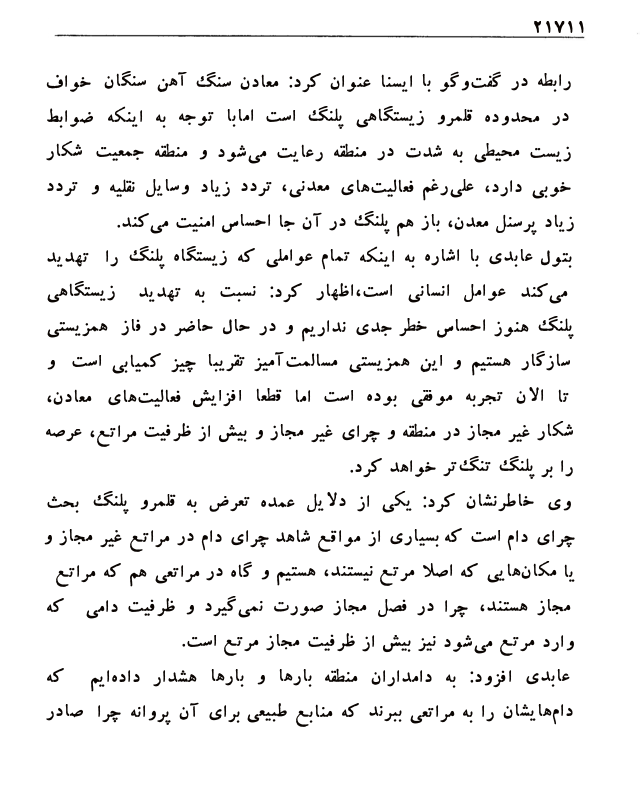 ۲۱۷۱۱
رابطه در گفت‌وگو با ایسنا عنوان کرد: معادن سنگ آهن سنگان خواف
در محدوده قلمرو زیستگاهی پلنگ است امابا توجه به اینکه ضوابط
زیست محیطی به شدت در منطقه رعایت می‌شود و منطقه جمعیت شکار
خوبی دارد، علی‌رغم فعالیت‌های معدنی، تردد زیاد وسایل نقلیه و تردد
زیاد پرسنل معدن، باز هم پلنگ در آن جا احساس امنیت می‌کند.
بتول عابدی با اشاره به اینکه تمام عواملی که زیستگاه پلنگ را تهدید
می‌کند عوامل انسانی است،اظهار کرد: نسبت به تهدید زیستگاهی
پلنگ هنوز احساس خطر جدی نداریم و در حال حاضر در فاز همزیستی
سازگار هستیم و این همزیستی مسالمت‌آمیز تقریبا چیز کمیابی است و
تا الان تجربه موفقی بوده است اما قطعا افزایش فعالیت‌های معادن،
شکار غیر مجاز در منطقه و چرای غیر مجاز و بیش از ظرفیت مراتع، عرصه
را بر پلنگ تنگ‌تر خواهد کرد.
وی خاطرنشان کرد: یکی از دلایل عمده تعرض به قلمرو پلنگ بحث
چرای دام است که بسیاری از مواقع شاهد چرای دام در مراتع غیر مجاز و
یا مکان‌هایی که اصلا مرتع نیستند، هستیم و گاه در مراتعی هم که مراتع
مجاز هستند، چرا در فصل مجاز صورت نمی‌گیرد و ظرفیت دامی که
وارد مرتع می‌شود نیز بیش از ظرفیت مجاز مرتع است.
عابدی افزود: به دامداران منطقه بارها و بارها هشدار داده‌ایم که
دام‌هایشان را به مراتعی ببرند که منابع طبیعی برای آن پروانه چرا صادر